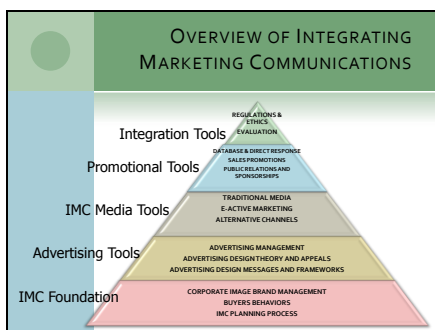 OVERVIEW OF INTEGRATING
MARKETING COMMUNICATIONS
Integration Tools
REGULATIONS &
ETHICS
EVALUATION
Promotional Tools
DATABASE & DIRECT RESPONSE
SALES PROMOTIONS
PUBLIC RELATIONS AND
SPONSORSHIPS
IMC Media Tools
TRADITIONAL MEDIA
E-ACTIVE MARKETING
ALTERNATIVE CHANNELS
Advertising Tools
ADVERTISING MANAGEMENT
ADVERTISING DESIGN THEORY AND APPEALS
ADVERTISING DESIGN MESSAGES AND FRAMEWORKS
IMC Foundation
CORPORATE IMAGE BRAND MANAGEMENT
BUYERS BEHAVIORS
IMC PLANNING PROCESS